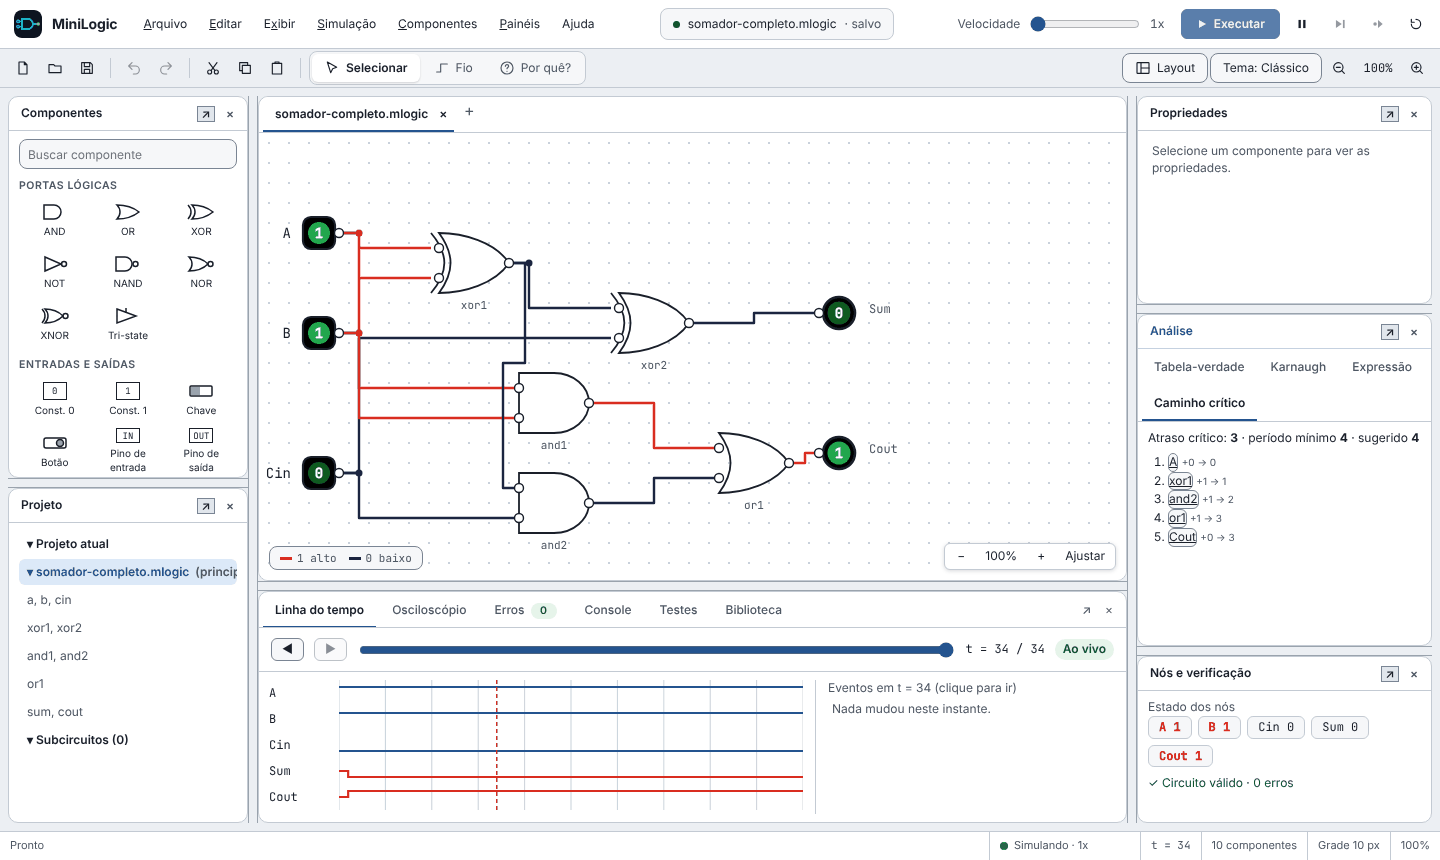 MiniLogic
Arquivo
Editar
Exibir
Simulação
Componentes
Painéis
Ajuda
somador-completo.mlogic · salvo
Velocidade
1x
Executar
Selecionar
Fio
Por quê?
Layout
Tema: Clássico
100%
Componentes
×
Buscar componente
PORTAS LÓGICAS
AND
OR
XOR
NOT
NAND
NOR
XNOR
Tri-state
ENTRADAS E SAÍDAS
0
1
Const. 0
Const. 1
Chave
IN
OUT
Botão
Pino de
entrada
Pino de
saída
Projeto
×
▾ Projeto atual
▾ somador-completo.mlogic (princip
a, b, cin
xor1, xor2
and1, and2
or1
sum, cout
▾ Subcircuitos (0)
somador-completo.mlogic ×
+
A 1
xor1
B 1
xor2
0 Sum
and1
1 Cout
Cin 0
or1
and2
1 alto
0 baixo
−
100%
+
Ajustar
Linha do tempo
Osciloscópio
Erros 0
Console
Testes
Biblioteca
×
t = 34 / 34
Ao vivo
A
B
Cin
Sum
Cout
Eventos em t = 34 (clique para ir)
Nada mudou neste instante.
Propriedades
×
Selecione um componente para ver as
propriedades.
Análise
×
Tabela-verdade
Karnaugh
Expressão
Caminho crítico
Atraso crítico: 3 · período mínimo 4 · sugerido 4
1. A +0 → 0
2. xor1 +1 → 1
3. and2 +1 → 2
4. or1 +1 → 3
5. Cout +0 → 3
Nós e verificação
×
Estado dos nós
A 1
B 1
Cin 0
Sum 0
Cout 1
✓ Circuito válido · 0 erros
Pronto
Simulando · 1x
t = 34
10 componentes
Grade 10 px
100%